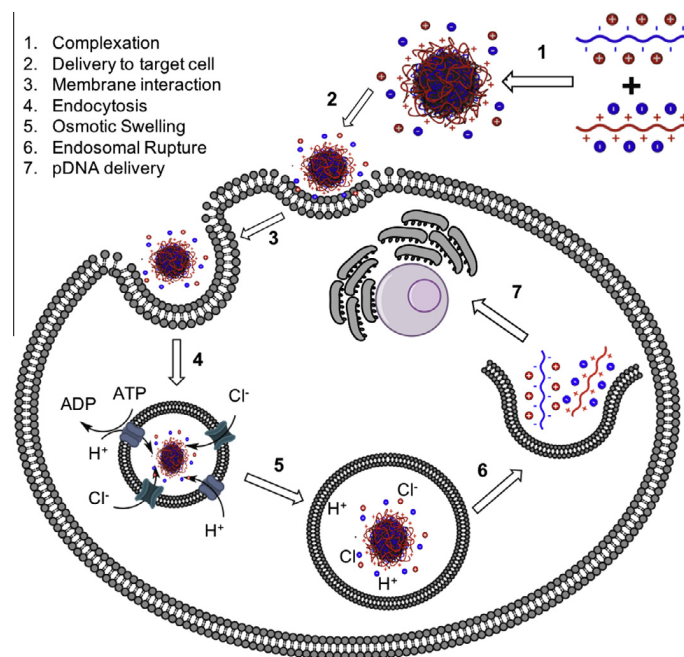 1. Complexation
2. Delivery to target cell
3. Membrane interaction
4. Endocytosis
5. Osmotic Swelling
6. Endosomal Rupture
7. pDNA delivery
1
+
2
3
7
4
ADP
ATP
Cl-
H+
Cl-
H+
5
6
Cl-
H+
Cl
H+